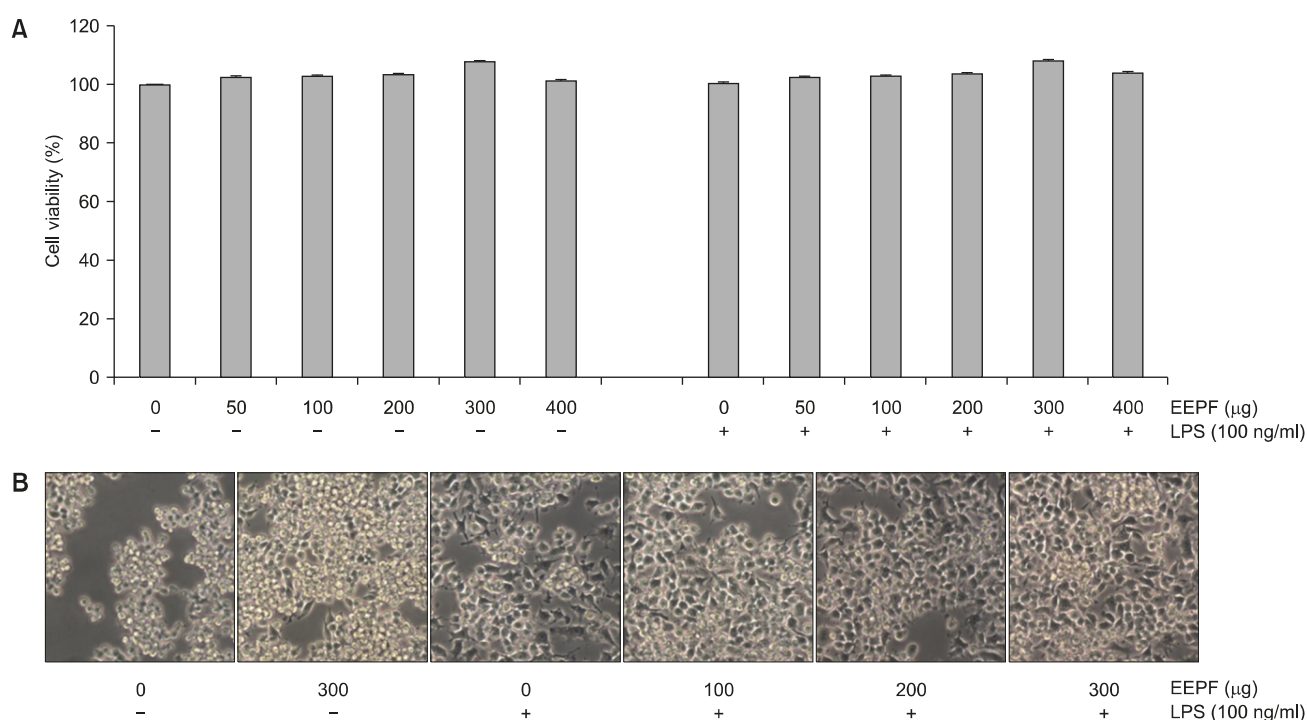 A
120
100
80
60
40
20
0
Cell viability (%)
0 50 100 200 300 400 0 50 100 200 300 400 EEPF (μg)
− − − − − − + + + + + + LPS (100 ng/ml)
B
0 300 0 100 200 300 EEPF (μg)
− − + + + + LPS (100 ng/ml)